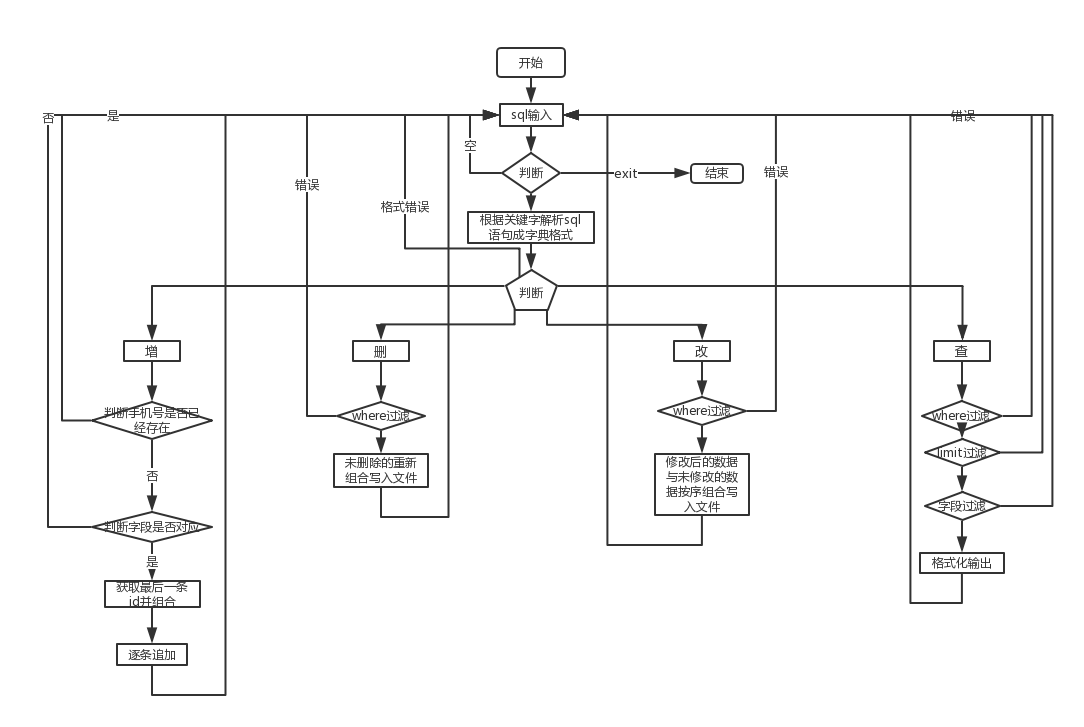 开始
sql输入
否
是
错误
空
判断
exit
结束
错误
错误
格式错误
根据关键字解析sql
语句成字典格式
判断
增
删
改
查
判断手机号是否已
经存在
where过滤
where过滤
where过滤
limit过滤
未删除的重新
组合写入文件
修改后的数据
与未修改的数
据按序组合写
入文件
否
字段过滤
判断字段是否对应
是
格式化输出
获取最后一条
id并组合
逐条追加